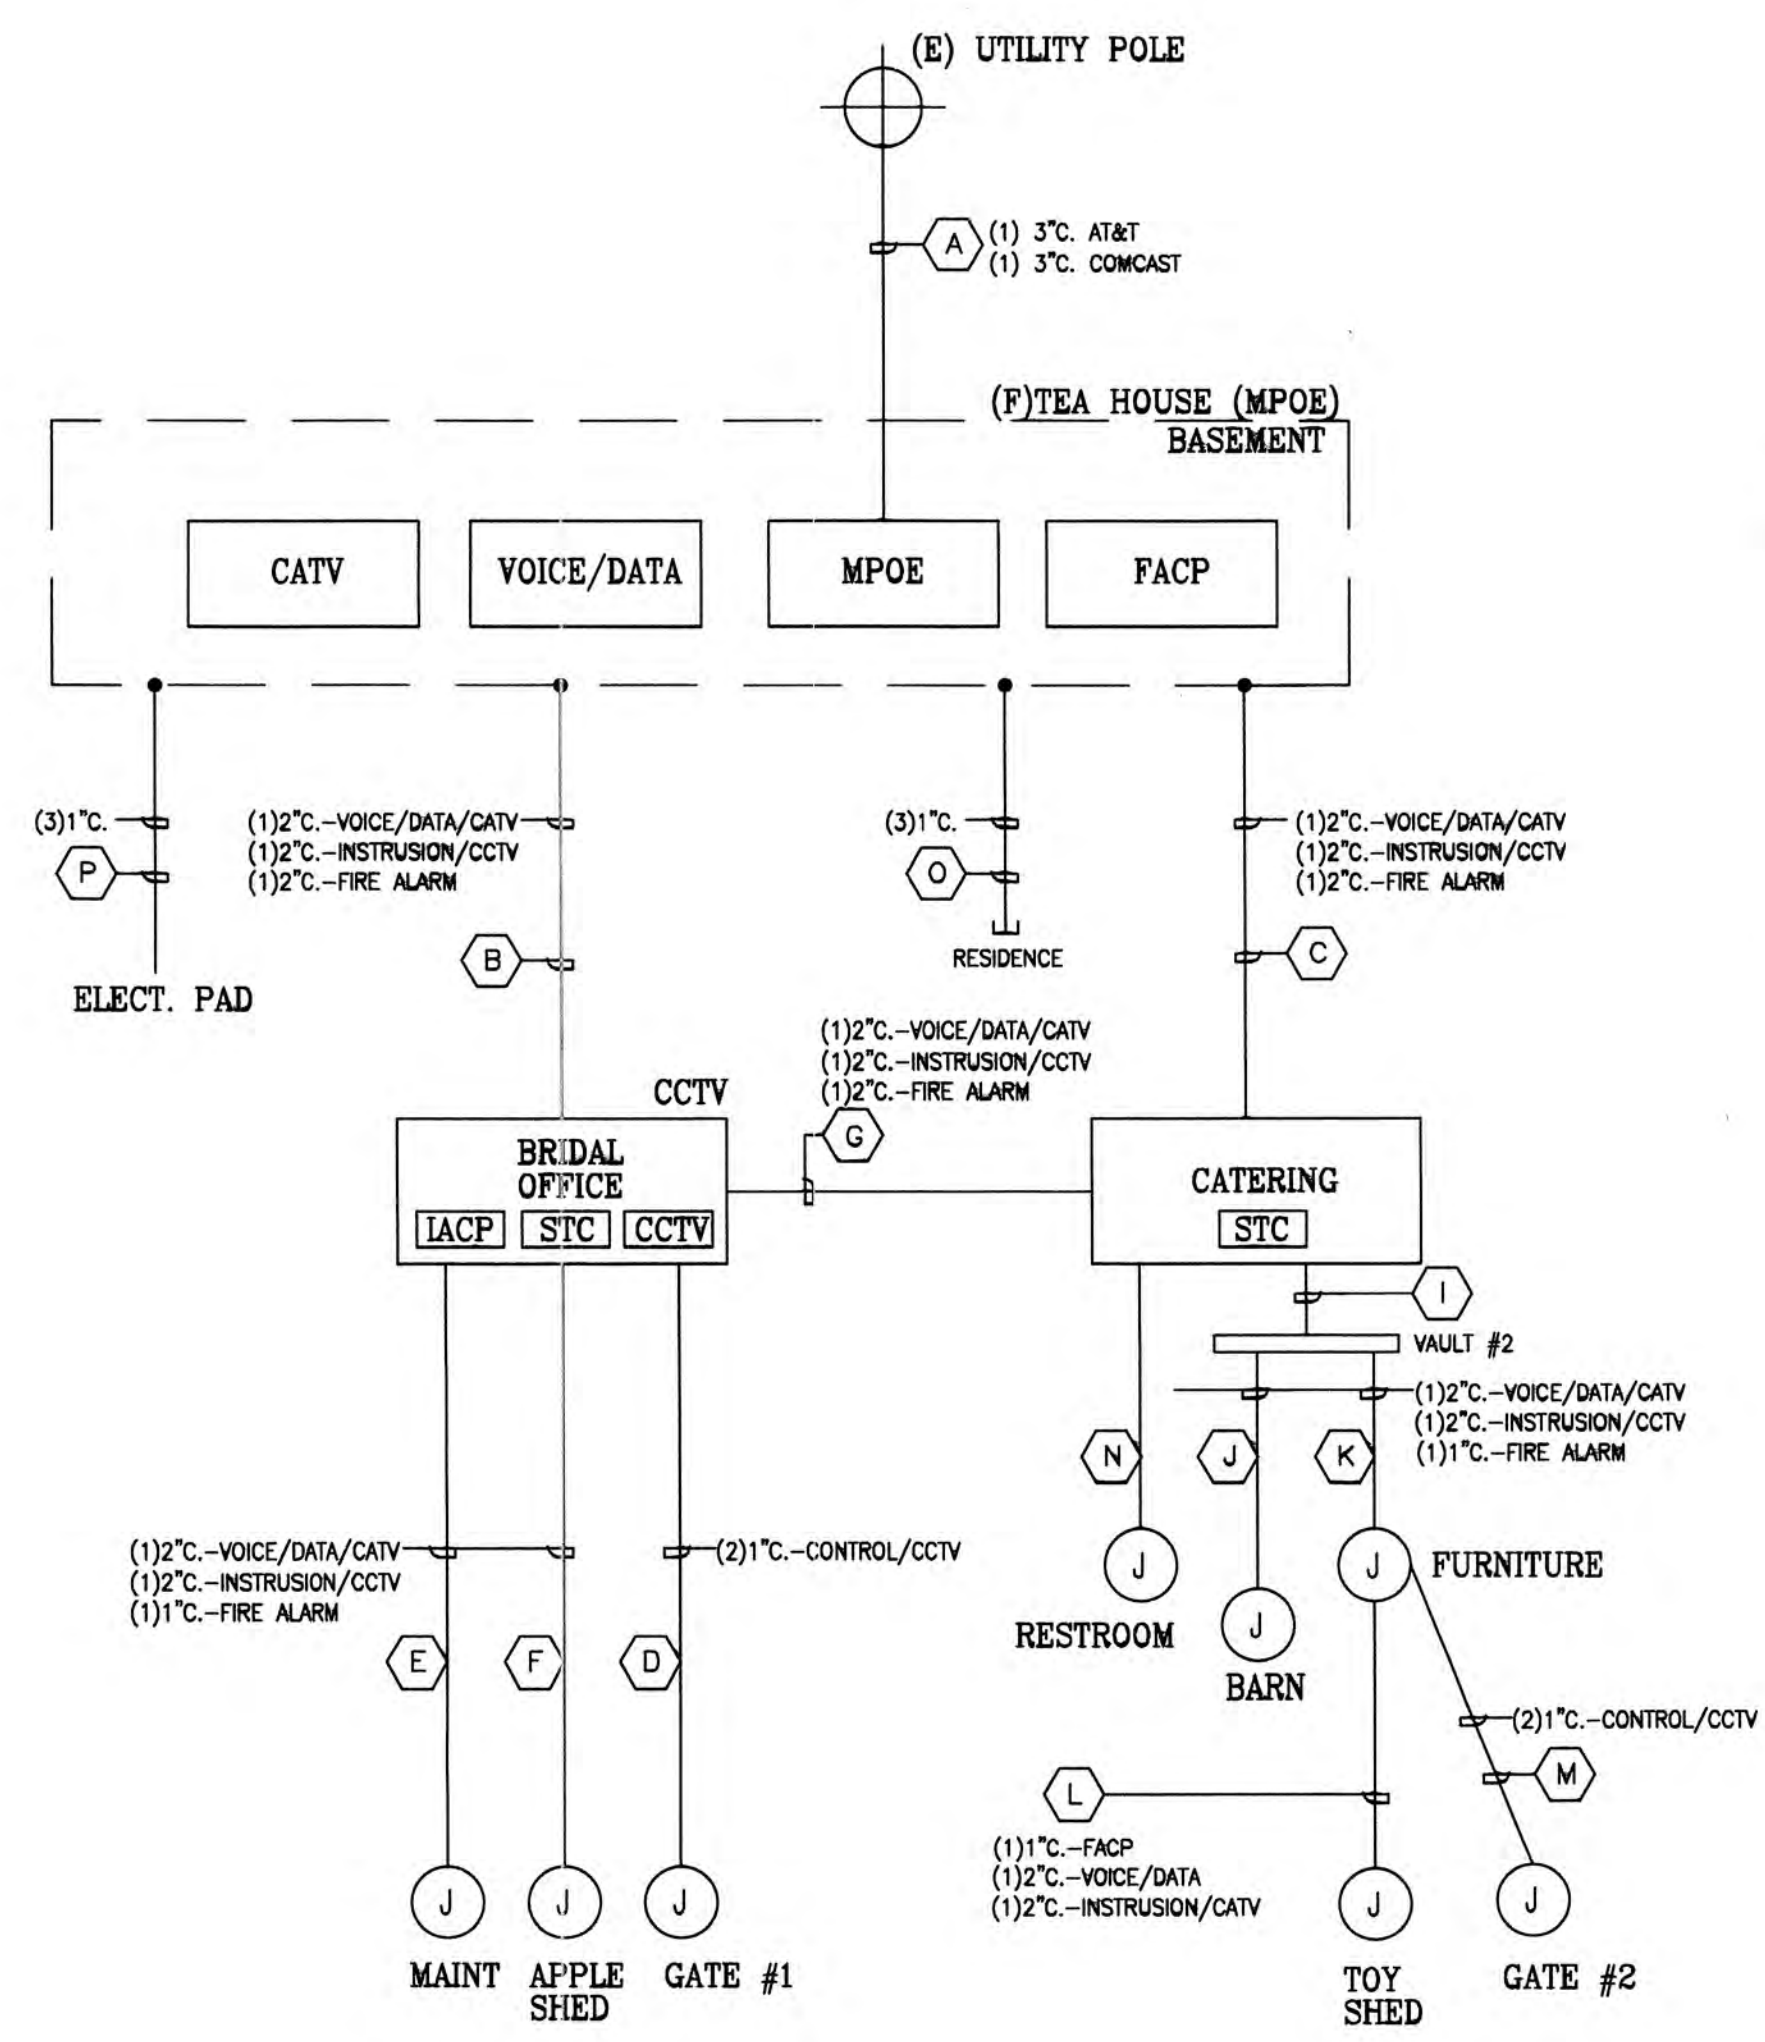 (E) UTILITY POLE
A
(1) 3"C. AT&T
(1) 3"C. COMCAST
(F)TEA HOUSE (MPOE)
BASEMENT
CATV
VOICE/DATA
MPOE
FACP
(3)1"C.
P
ELECT. PAD
(1)2"C.-VOICE/DATA/CATV
(1)2"C.-INSTRUSION/CCTV
(1)2"C.-FIRE ALARM
B
(3)1"C.
O
RESIDENCE
(1)2"C.-VOICE/DATA/CATV
(1)2"C.-INSTRUSION/CCTV
(1)2"C.-FIRE ALARM
C
(1)2"C.-VOICE/DATA/CATV
(1)2"C.-INSTRUSION/CCTV
(1)2"C.-FIRE ALARM
G
CCTV
BRIDAL
OFFICE
IACP
STC
CCTV
CATERING
STC
I
VAULT #2
(1)2"C.-VOICE/DATA/CATV
(1)2"C.-INSTRUSION/CCTV
(1)1"C.-FIRE ALARM
N
J
K
(1)2"C.-VOICE/DATA/CATV
(1)2"C.-INSTRUSION/CCTV
(1)1"C.-FIRE ALARM
(2)1"C.-CONTROL/CCTV
E
F
D
J
RESTROOM
J
BARN
J
FURNITURE
(2)1"C.-CONTROL/CCTV
M
L
(1)1"C.-FACP
(1)2"C.-VOICE/DATA
(1)2"C.-INSTRUSION/CATV
J
MAINT
J
APPLE
SHED
J
GATE #1
J
TOY
SHED
J
GATE #2